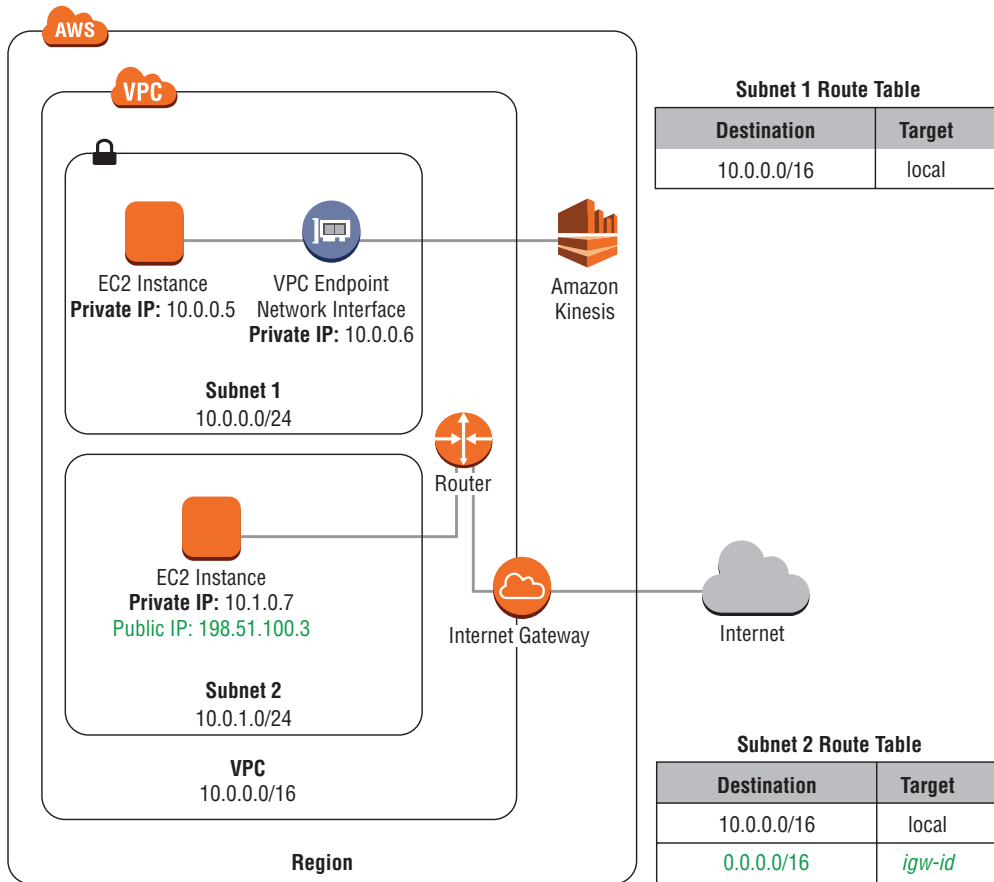 AWS
VPC
EC2 Instance
Private IP: 10.0.0.5
VPC Endpoint
Network Interface
Private IP: 10.0.0.6
Subnet 1
10.0.0.0/24
Amazon
Kinesis
Router
EC2 Instance
Private IP: 10.1.0.7
Public IP: 198.51.100.3
Subnet 2
10.0.1.0/24
Internet Gateway
Internet
VPC
10.0.0.0/16
Region
Subnet 1 Route Table
Destination Target
10.0.0.0/16 local
Subnet 2 Route Table
Destination Target
10.0.0.0/16 local
0.0.0.0/16 igw-id